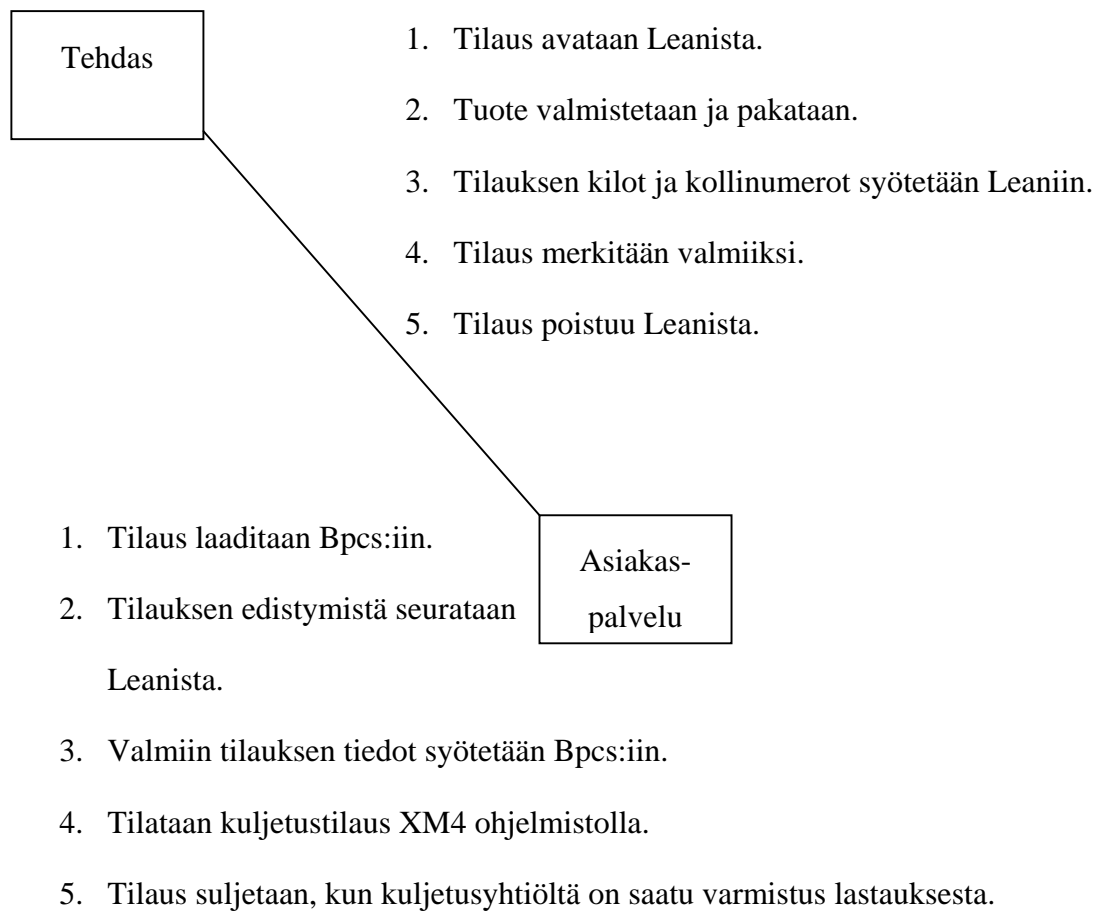 Tehdas
1. Tilaus avataan Leanista.
2. Tuote valmistetaan ja pakataan.
3. Tilauksen kilot ja kollinumerot syötetään Leaniin.
4. Tilaus merkitään valmiiksi.
5. Tilaus poistuu Leanista.
1. Tilaus laaditaan Bpcs:iin.
2. Tilauksen edistymistä seurataan
Leanista.
Asiakas-
palvelu
3. Valmiin tilauksen tiedot syötetään Bpcs:iin.
4. Tilataan kuljetustilaus XM4 ohjelmistolla.
5. Tilaus suljetaan, kun kuljetusyhtiöltä on saatu varmistus lastauksesta.